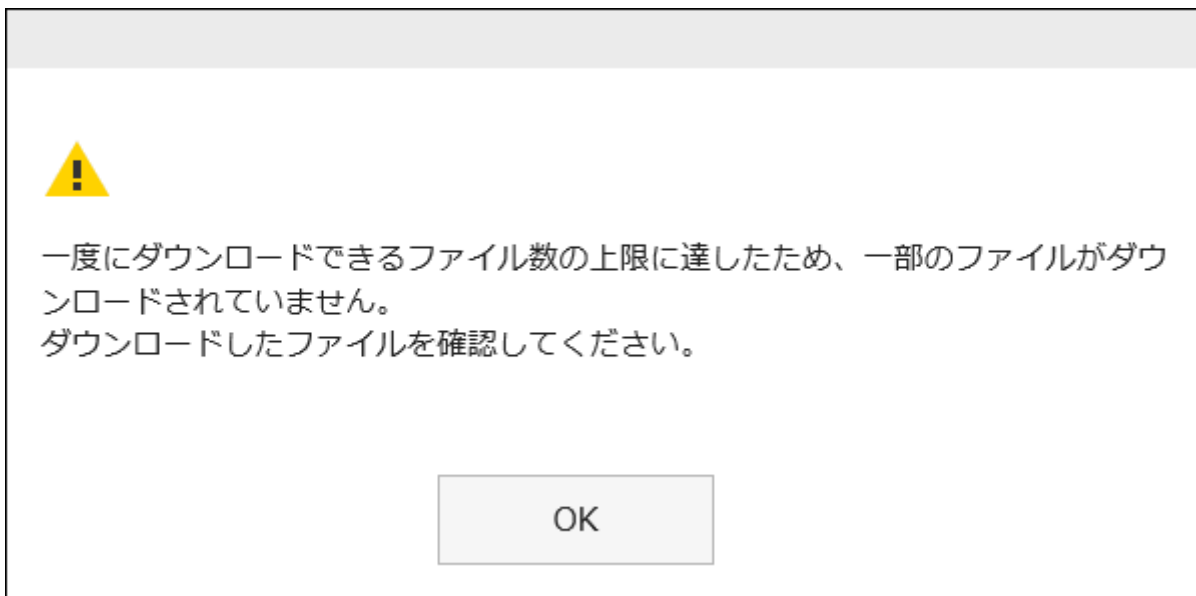 一度にダウンロードできるファイル数の上限に達したため、一部のファイルがダウ
ンロードされていません。
ダウンロードしたファイルを確認してください。
OK